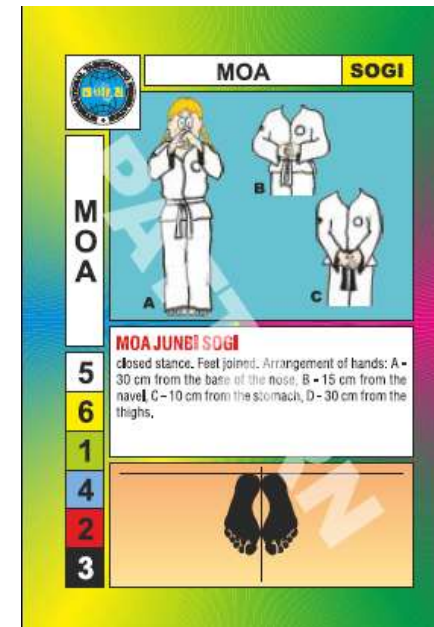 MOA
SOGI
MOA
A
B
C
MOA JUNBI SOGI
closed stance. Feet joined. Arrangement of hands: A -
30 cm from the base of the nose, B - 15 cm from the
navel, C – 10 cm from the stomach, D - 30 cm from the
thighs,
5
6
1
4
2
3
PATTERN